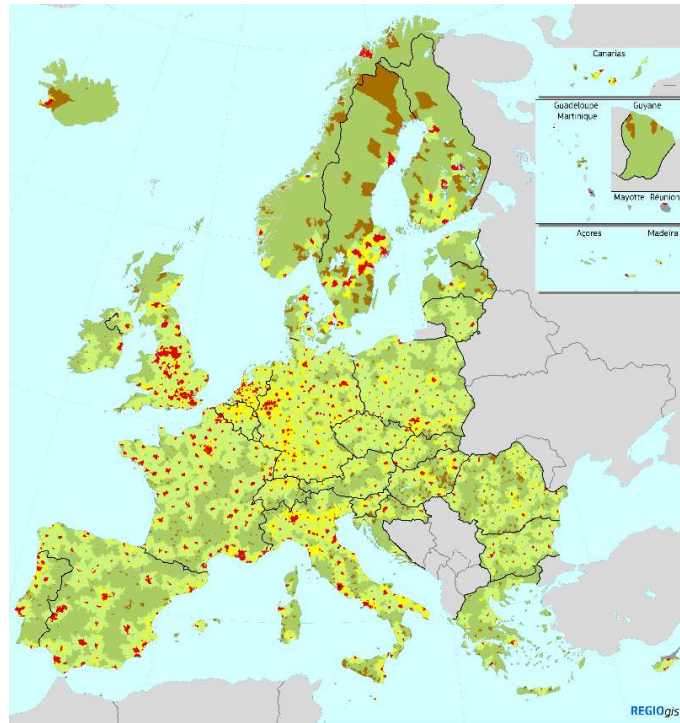 Canarias
Guadeloupe
Martinique
Guyane
Mayotte
Réunion
Açores
Madeira
REGIOgis